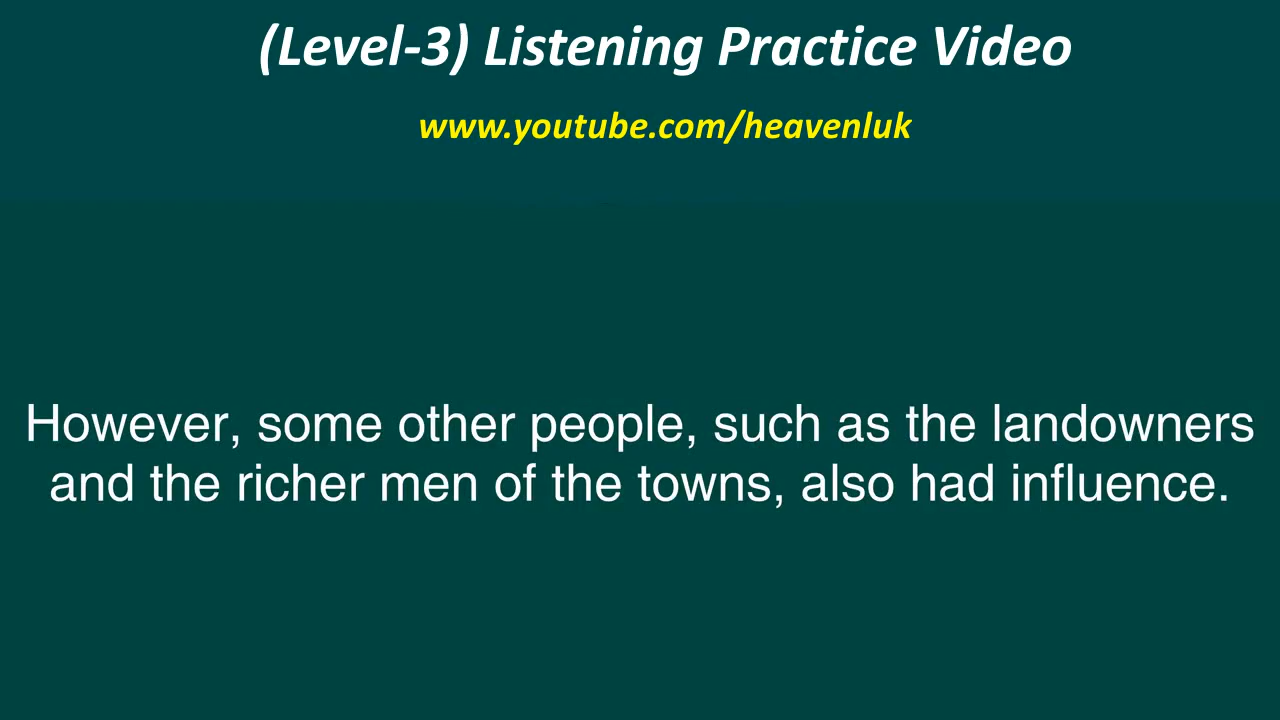 (Level-3) Listening Practice Video
www.youtube.com/heavenluk
However, some other people, such as the landowners
and the richer men of the towns, also had influence.